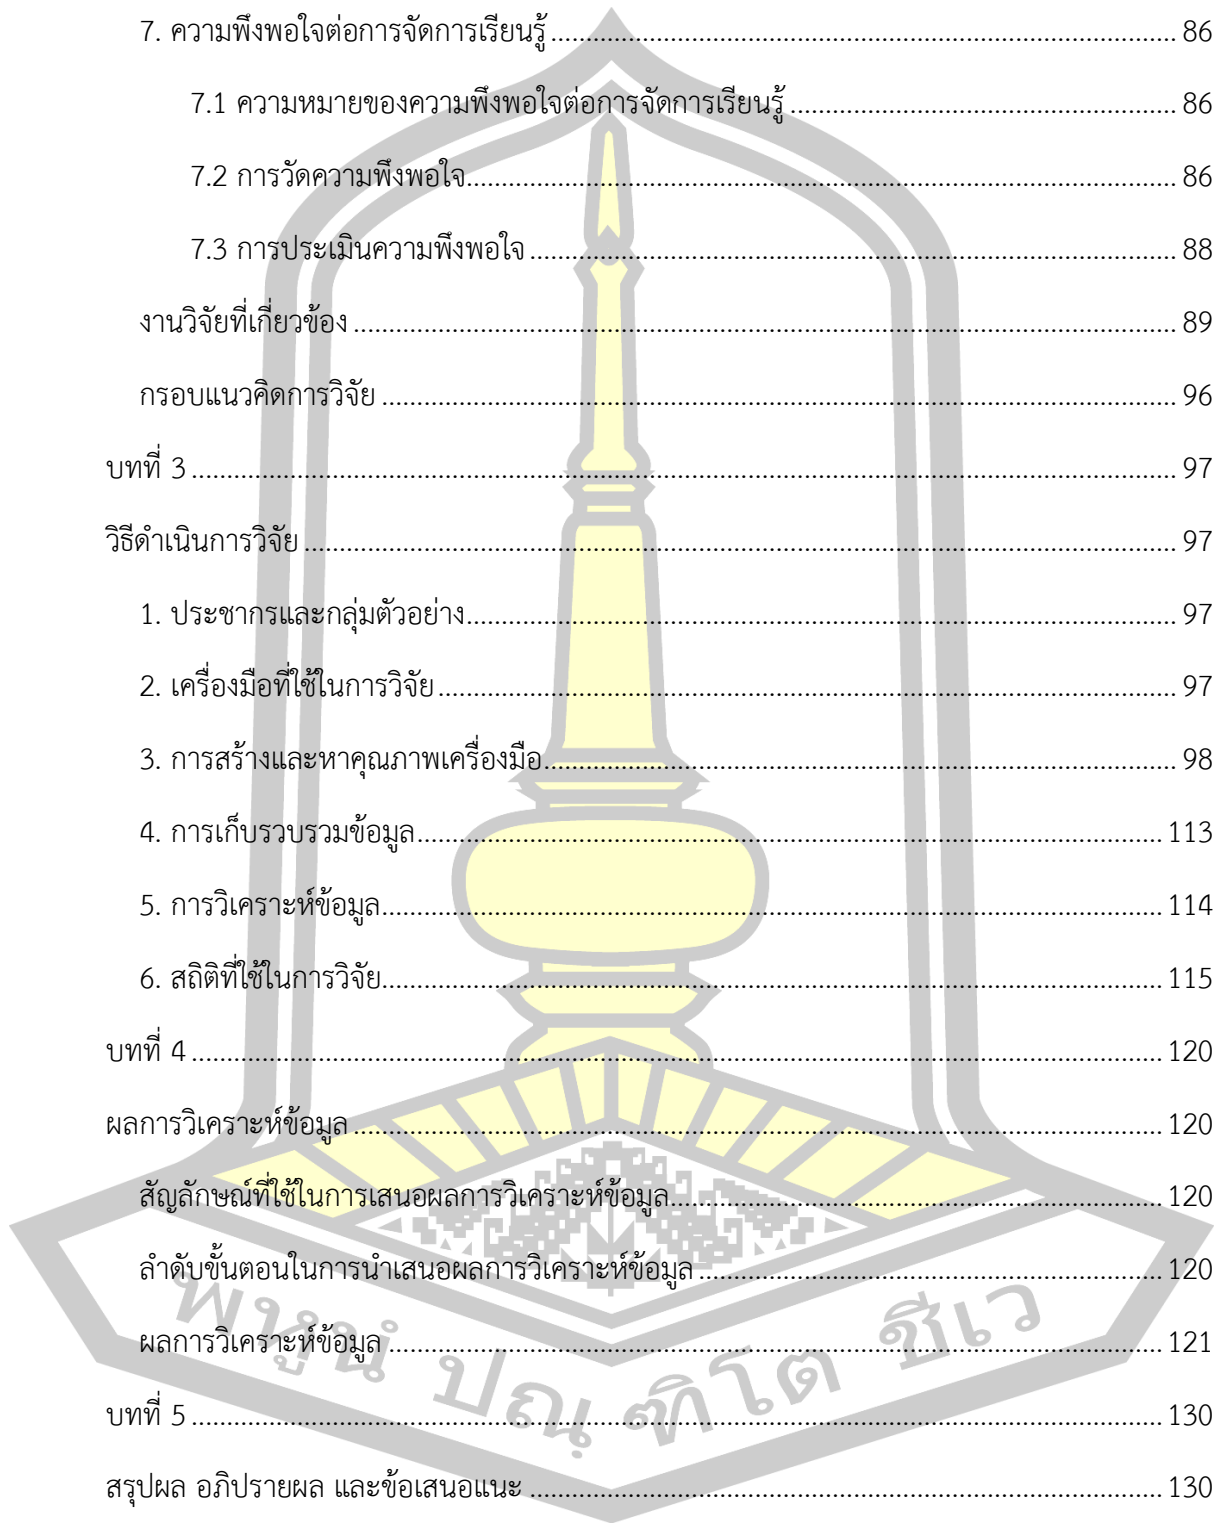 7. ความพึงพอใจต่อการจัดการเรียนรู้ ........ 86
7.1 ความหมายของความพึงพอใจต่อการจัดการเรียนรู้ ........ 86
7.2 การวัดความพึงพอใจ ........ 86
7.3 การประเมินความพึงพอใจ ........ 88
งานวิจัยที่เกี่ยวข้อง ........ 89
กรอบแนวคิดการวิจัย ........ 96
บทที่ 3 ........ 97
วิธีดำเนินการวิจัย ........ 97
1. ประชากรและกลุ่มตัวอย่าง ........ 97
2. เครื่องมือที่ใช้ในการวิจัย ........ 97
3. การสร้างและหาคุณภาพเครื่องมือ ........ 98
4. การเก็บรวบรวมข้อมูล ........ 113
5. การวิเคราะห์ข้อมูล ........ 114
6. สถิติที่ใช้ในการวิจัย ........ 115
บทที่ 4 ........ 120
ผลการวิเคราะห์ข้อมูล ........ 120
สัญลักษณ์ที่ใช้ในการเสนอผลการวิเคราะห์ข้อมูล ........ 120
ลำดับขั้นตอนในการนำเสนอผลการวิเคราะห์ข้อมูล ........ 120
ผลการวิเคราะห์ข้อมูล ........ 121
บทที่ 5 ........ 130
สรุปผล อภิปรายผล และข้อเสนอแนะ ........ 130
พหูนํ ปณฺฑิโต ชีเว